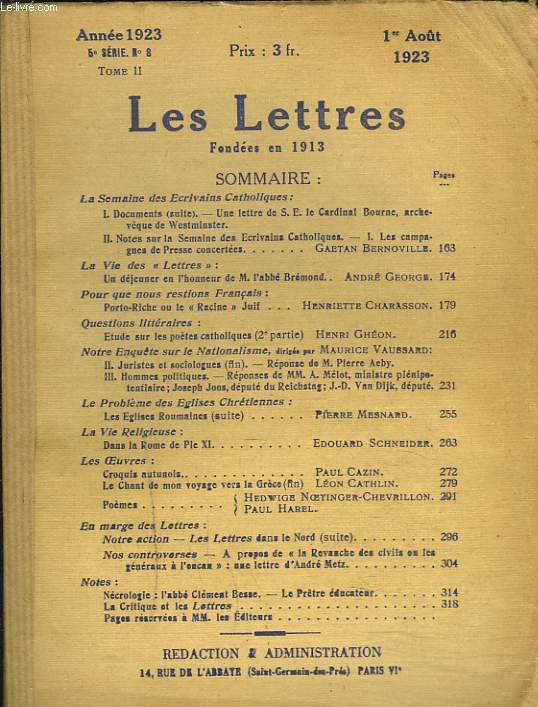 www.le-livre.com
Année 1923
5e SÉRIE. No 8
TOME II
Prix : 3 fr.
1er Août
1923
Les Lettres
Fondées en 1913
SOMMAIRE :
Pages
La Semaine des Ecrivains Catholiques :
I. Documents (suite). — Une lettre de S. E. le Cardinal Bourne, arche-
vêque de Westminster.
II. Notes sur la Semaine des Ecrivains Catholiques. — I. Les campa-
gnes de Presse concertées. . . . . . . GAETAN BERNOVILLE. 163
La Vie des « Lettres » :
Un déjeuner en l'honneur de M. l'abbé Brémond. . ANDRÉ GEORGE. 174
Pour que nous restions Français :
Porto-Riche ou le « Racine » Juif . . . HENRIETTE CHARASSON. 179
Questions littéraires :
Etude sur les poètes catholiques (2e partie) HENRI GHÉON. 216
Notre Enquête sur le Nationalisme, dirigée par MAURICE VAUSSARD:
II. Juristes et sociologues (fin). — Réponse de M. Pierre Aeby.
III. Hommes politiques. — Réponses de MM. A. Mélot, ministre plénipo-
tentiaire; Joseph Joos, député du Reichstag; J.-D. Van Dijk, député. 231
Le Problème des Eglises Chrétiennes :
Les Eglises Roumaines (suite) . . . . . . PIERRE MESNARD. 255
La Vie Religieuse :
Dans la Rome de Pie XI. . . . . . . . . . EDOUARD SCHNEIDER. 263
Les Œuvres :
Croquis autunois. . . . . . . . . . . . . . PAUL CAZIN. 272
Le Chant de mon voyage vers la Grèce (fin) LÉON CATHLIN. 279
Poèmes . . . . . . . . . { HEDWIGE NŒTINGER-CHEVRILLON. 291
{ PAUL HAREL.
En marge des Lettres :
Notre action — Les Lettres dans le Nord (suite). . . . . . . . . 296
Nos controverses — A propos de « la Revanche des civils ou les
généraux à l'encan » : une lettre d'André Metz. . . . . . . . . . 304
Notes :
Nécrologie : l'abbé Clément Besse. — Le Prêtre éducateur. . . . . . . 314
La Critique et les Lettres . . . . . . . . . . . . . . . . . . . . 318
Pages réservées à MM. les Éditeurs . . . . . . . . . . . . . . .
REDACTION & ADMINISTRATION
14, RUE DE L'ABBAYE (Saint-Germain-des-Prés) PARIS VIe